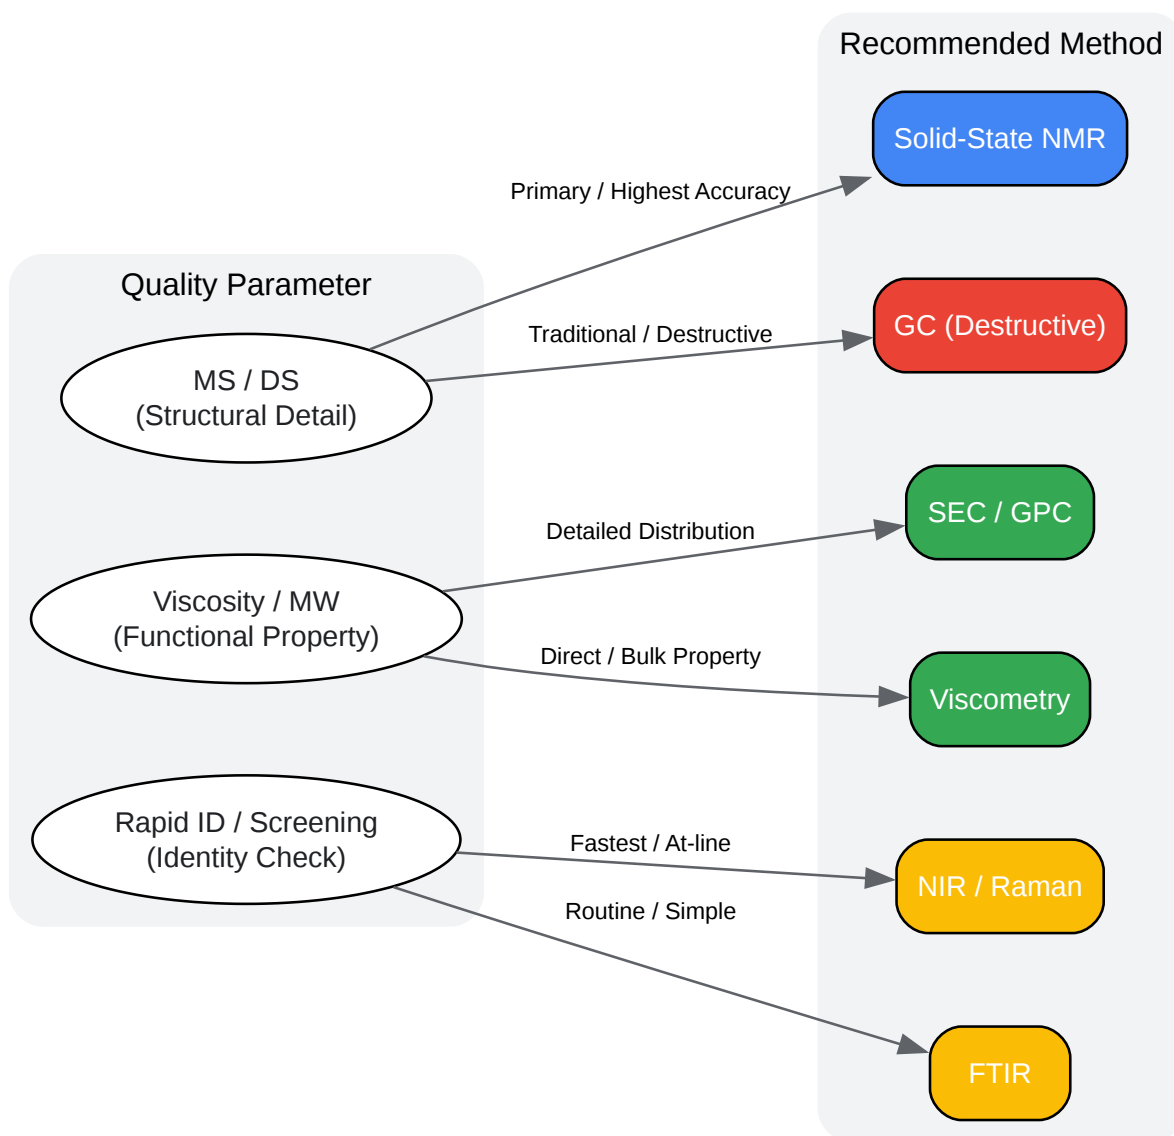 Recommended Method
Solid-State NMR
Primary / Highest Accuracy
Quality Parameter
GC (Destructive)
Traditional / Destructive
MS / DS
(Structural Detail)
SEC / GPC
Detailed Distribution
Viscosity / MW
(Functional Property)
Direct / Bulk Property
Viscometry
Rapid ID / Screening
(Identity Check)
Fastest / At-line
NIR / Raman
Routine / Simple
FTIR